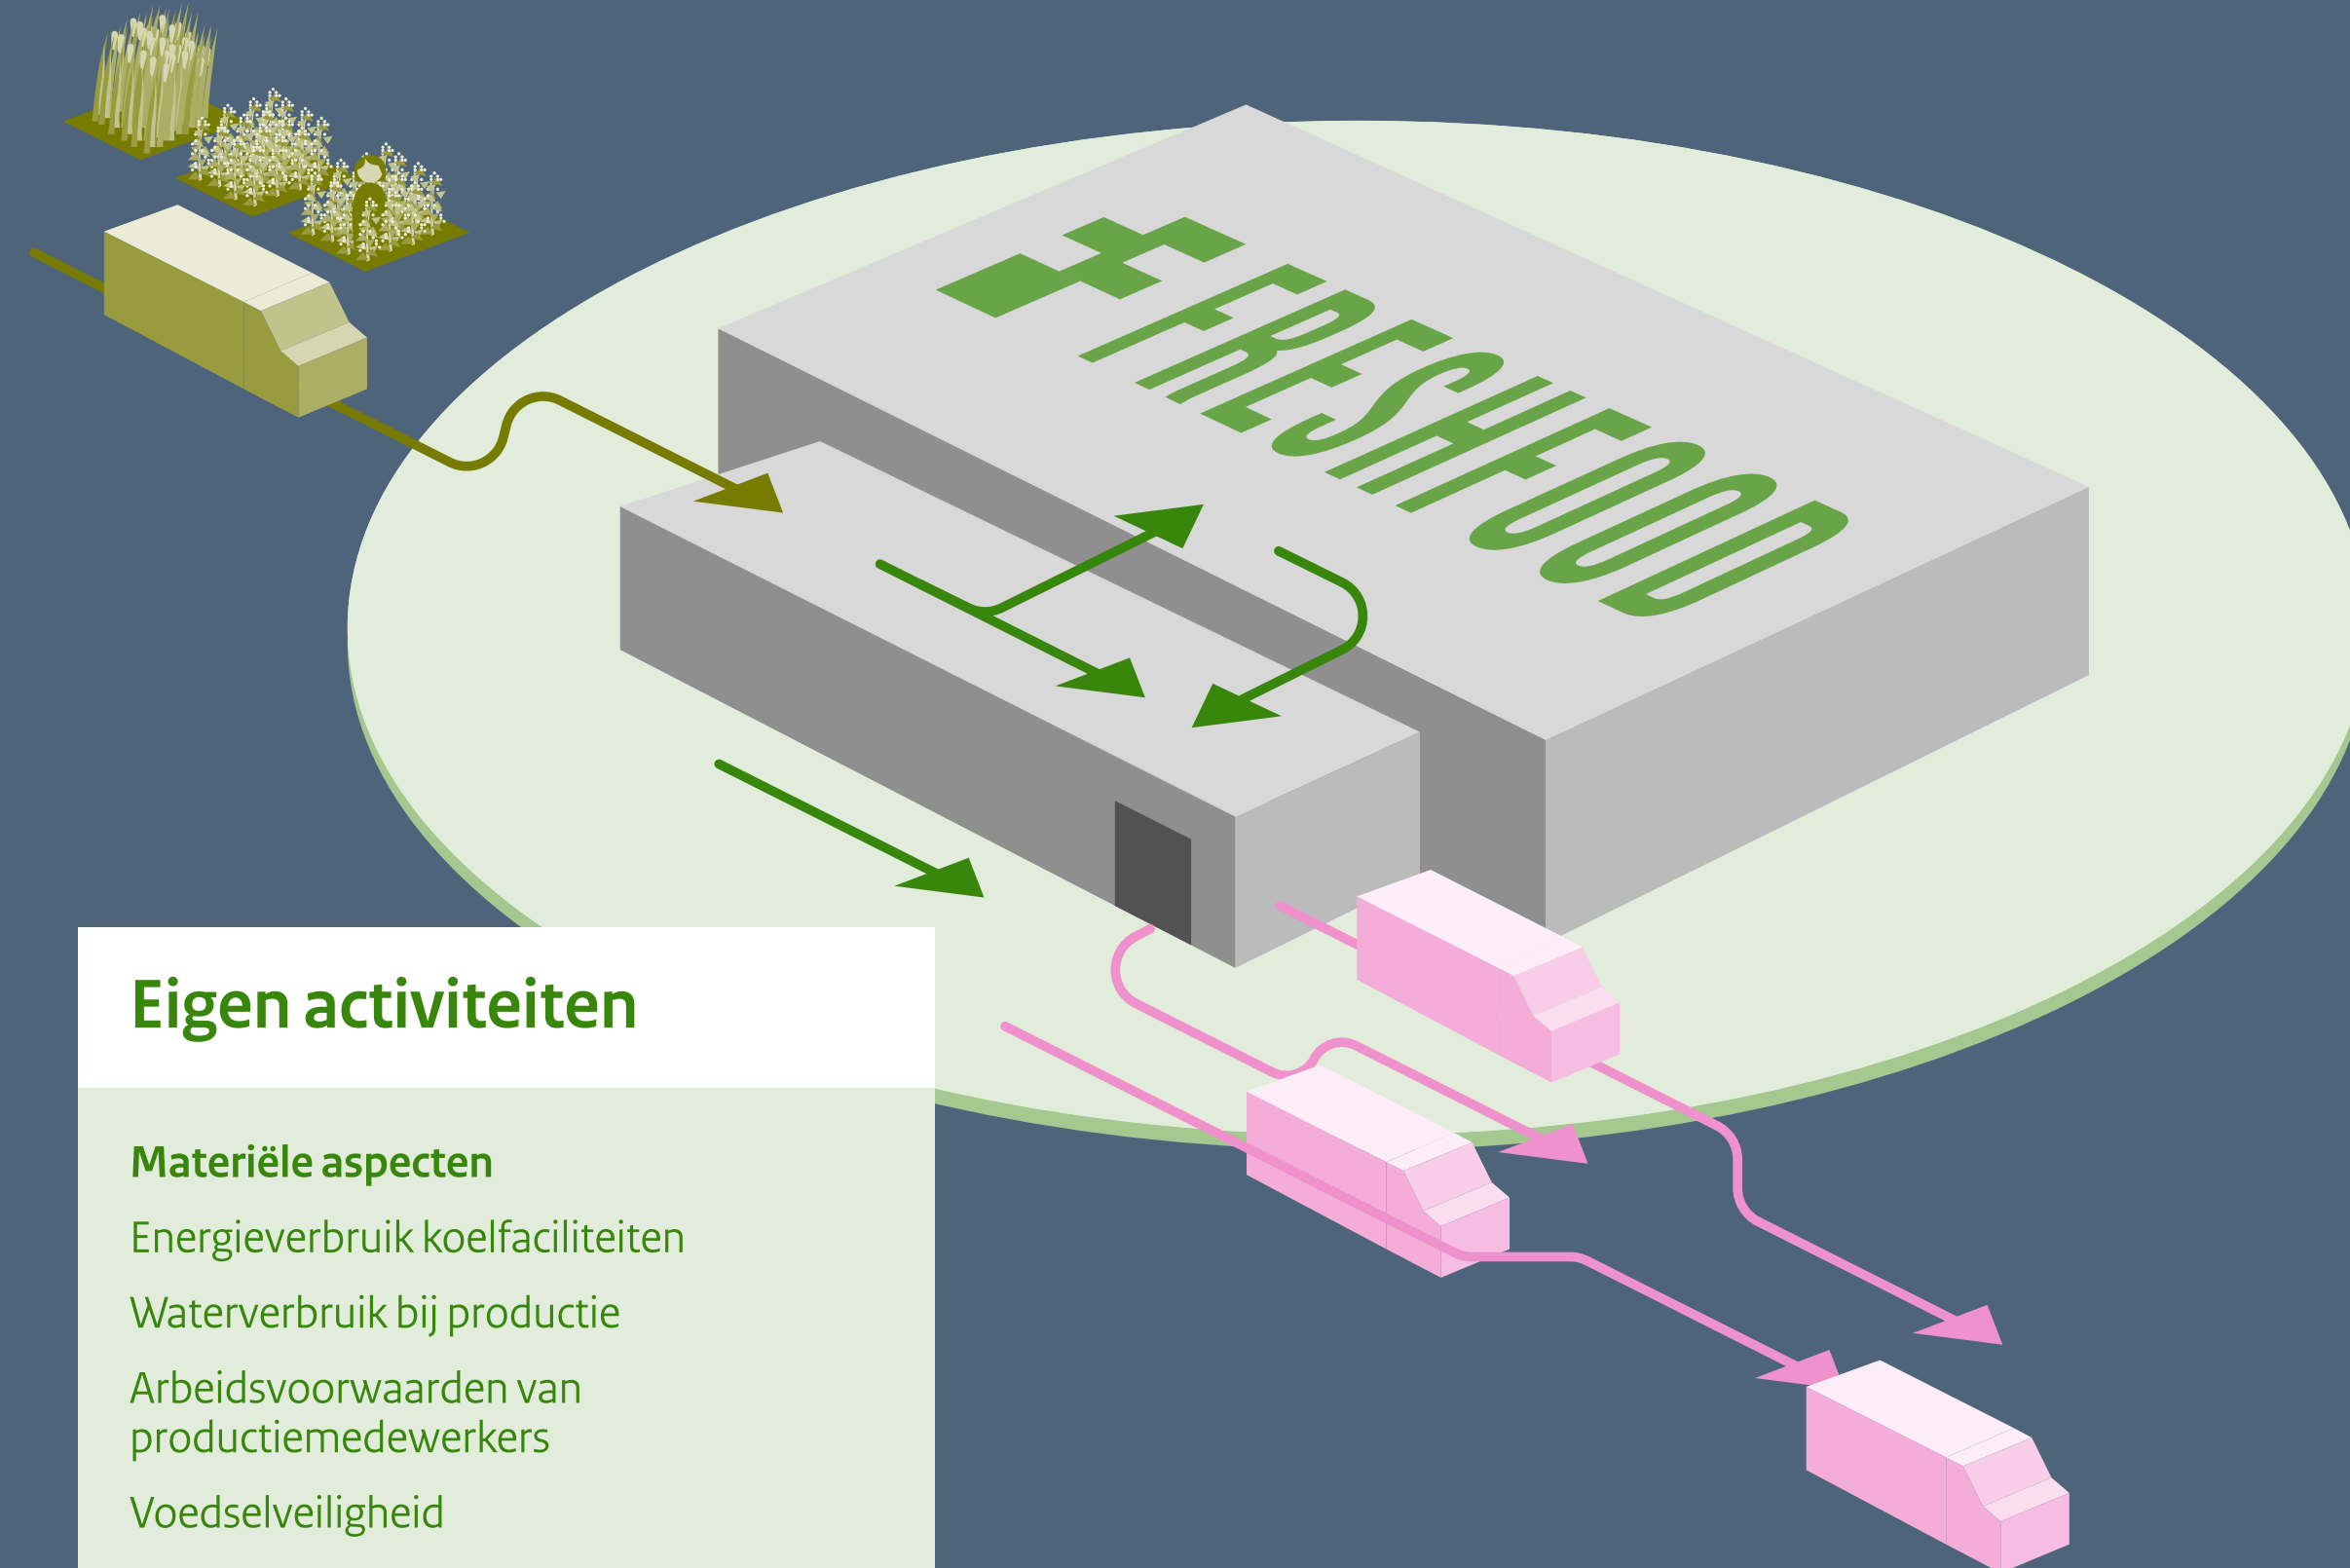 FRESHFOOD
Eigen activiteiten
Materiële aspecten
Energieverbruik koelfaciliteiten
Waterverbruik bij productie
Arbeidsvoorwaarden van
productiemedewerkers
Voedselveiligheid